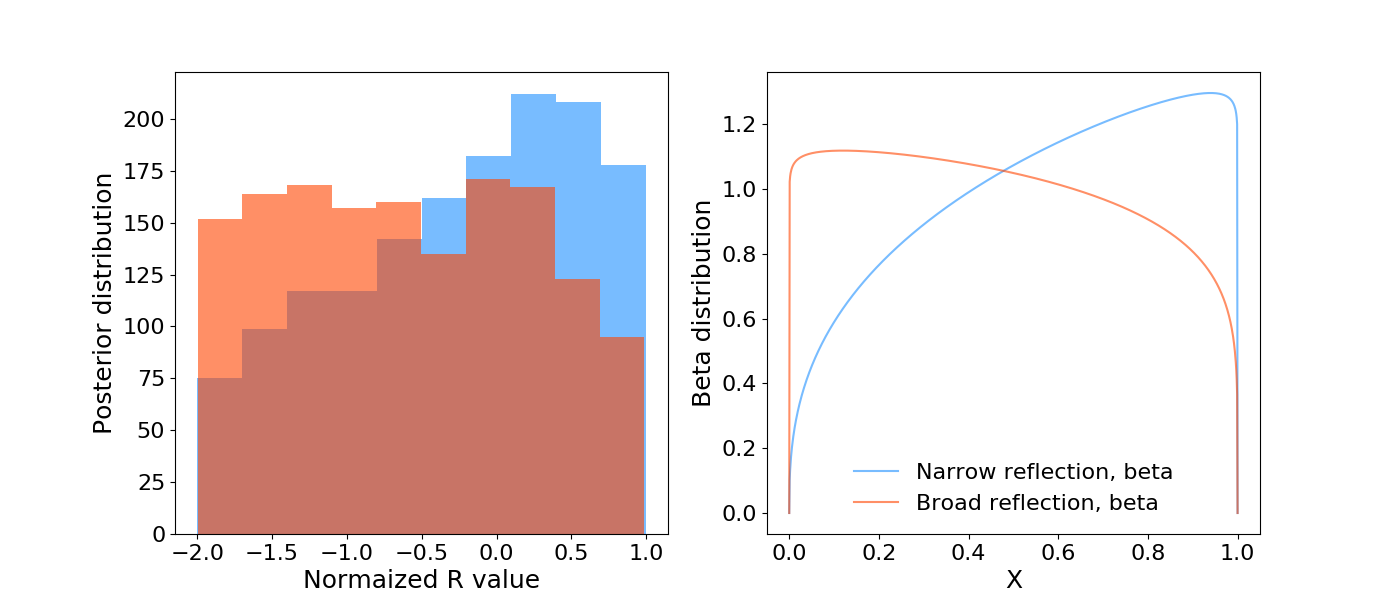 Posterior distribution
200
175
150
125
100
75
50
25
0
−2.0 −1.5 −1.0 −0.5 0.0 0.5 1.0
Normaized R value
Beta distribution
1.2
1.0
0.8
0.6
0.4
0.2
0.0
Narrow reflection, beta
Broad reflection, beta
0.0 0.2 0.4 0.6 0.8 1.0
X